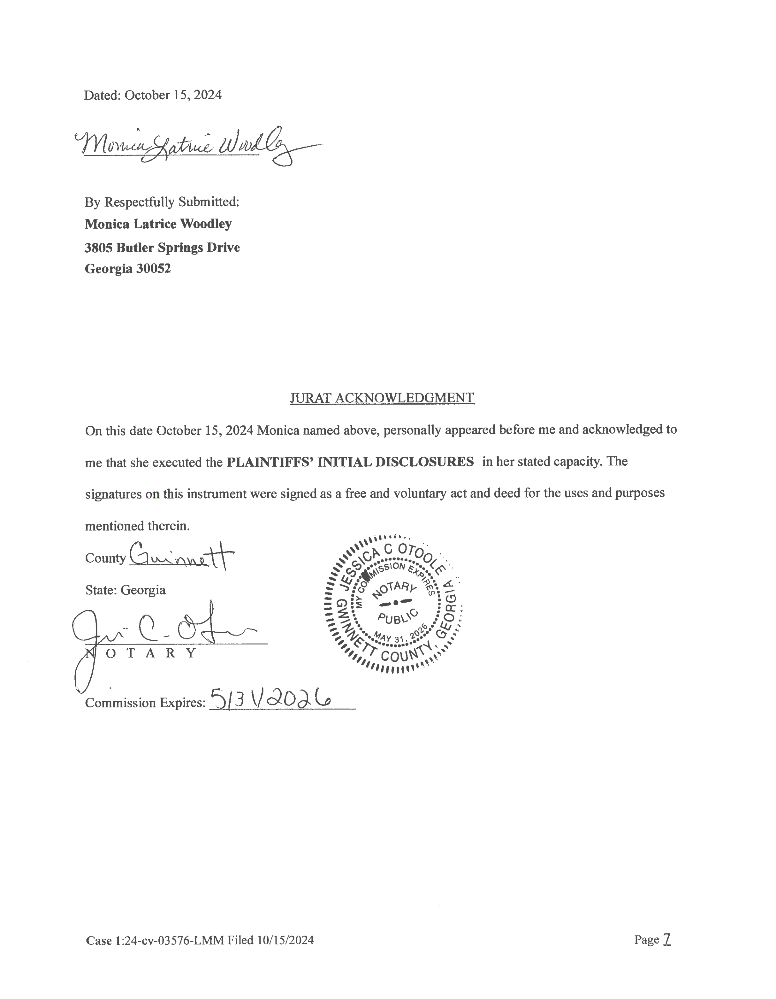 Dated: October 15, 2024
Monica Latrice Woodley
By Respectfully Submitted:
Monica Latrice Woodley
3805 Butler Springs Drive
Georgia 30052
JURAT ACKNOWLEDGMENT
On this date October 15, 2024 Monica named above, personally appeared before me and acknowledged to
me that she executed the PLAINTIFFS’ INITIAL DISCLOSURES in her stated capacity. The
signatures on this instrument were signed as a free and voluntary act and deed for the uses and purposes
mentioned therein.
County Gwinnett
State: Georgia
JESSICA C OTOOLE
GWINNETT COUNTY, GEORGIA
MY COMMISSION EXPIRES
MAY 31, 2026
NOTARY
PUBLIC
N O T A R Y
Commission Expires: 5/31/2026
Case 1:24-cv-03576-LMM Filed 10/15/2024 Page 7